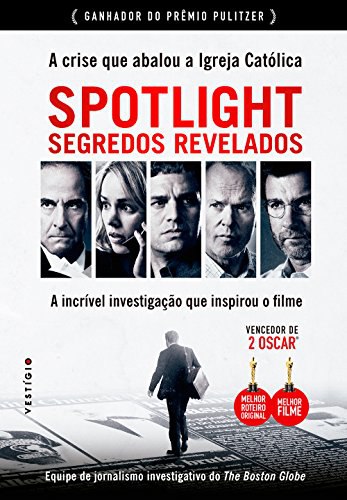 GANHADOR DO PRÊMIO PULITZER
A crise que abalou a Igreja Católica
SPOTLIGHT
SEGREDOS REVELADOS
A incrível investigação que inspirou o filme
VENCEDOR DE
2 OSCAR®
MELHOR
ROTEIRO
ORIGINAL
MELHOR
FILME
VESTÍGIO
Equipe de jornalismo investigativo do The Boston Globe